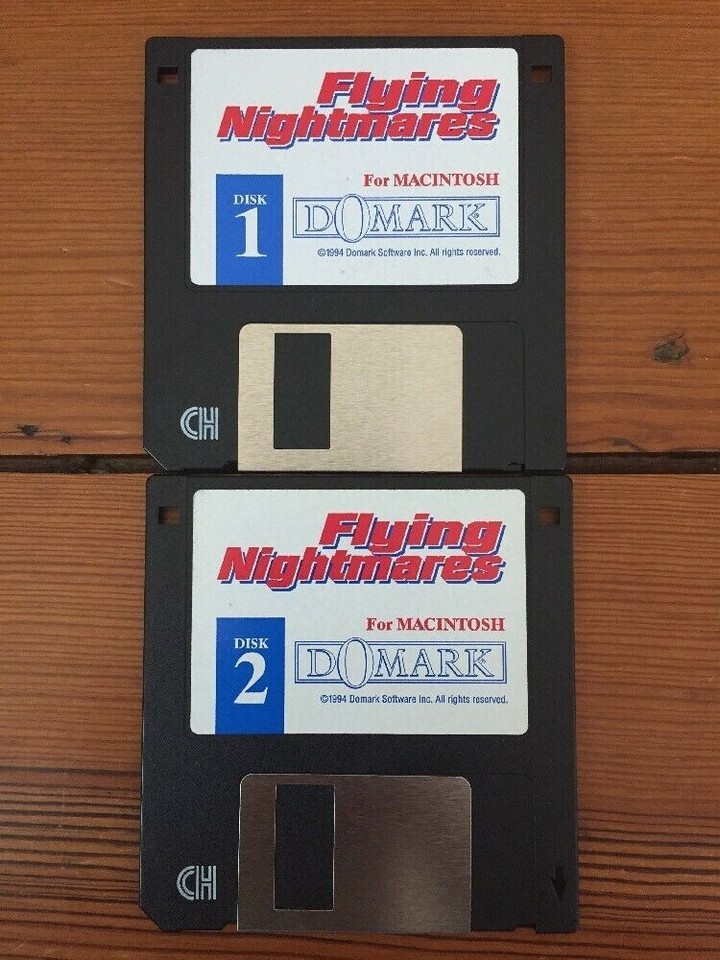 Flying
Nightmares
For MACINTOSH
DISK
1
DOMARK
©1994 Domark Software Inc. All rights reserved.
CH
Flying
Nightmares
For MACINTOSH
DISK
2
DOMARK
©1994 Domark Software Inc. All rights reserved.
CH